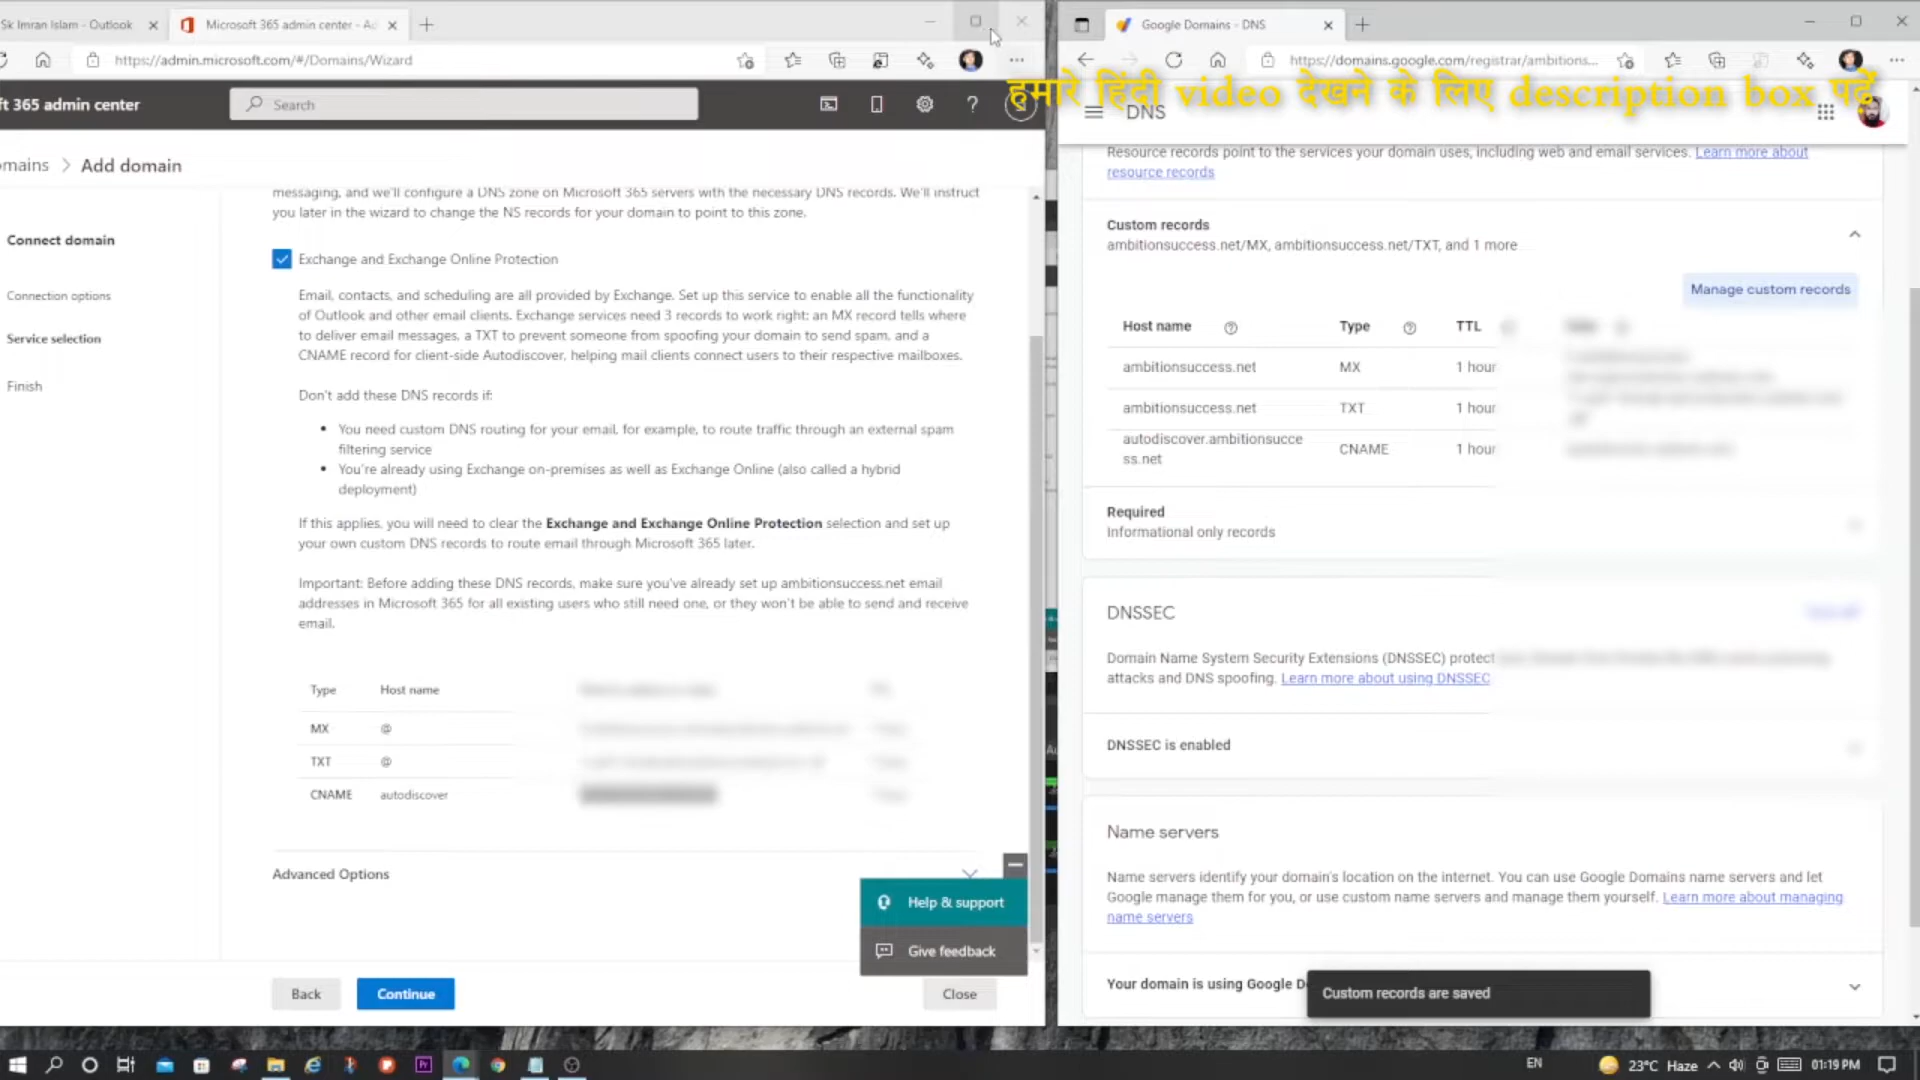 Sk Imran Islam - Outlook
Microsoft 365 admin center - Ad
Google Domains - DNS
https://admin.microsoft.com/#/Domains/Wizard
https://domains.google.com/registrar/ambitions...
हमारे हिंदी video देखने के लिए description box पढ़ें
ft 365 admin center
Search
DNS
omains > Add domain
Connect domain
Connection options
Service selection
Finish
messaging, and we'll configure a DNS zone on Microsoft 365 servers with the necessary DNS records. We'll instruct
you later in the wizard to change the NS records for your domain to point to this zone.
Exchange and Exchange Online Protection
Email, contacts, and scheduling are all provided by Exchange. Set up this service to enable all the functionality
of Outlook and other email clients. Exchange services need 3 records to work right: an MX record tells where
to deliver email messages, a TXT to prevent someone from spoofing your domain to send spam, and a
CNAME record for client-side Autodiscover, helping mail clients connect users to their respective mailboxes.
Don't add these DNS records if:
• You need custom DNS routing for your email, for example, to route traffic through an external spam
filtering service
• You're already using Exchange on-premises as well as Exchange Online (also called a hybrid
deployment)
If this applies, you will need to clear the Exchange and Exchange Online Protection selection and set up
your own custom DNS records to route email through Microsoft 365 later.
Important: Before adding these DNS records, make sure you've already set up ambitionsuccess.net email
addresses in Microsoft 365 for all existing users who still need one, or they won't be able to send and receive
email.
Type Host name
MX @
TXT @
CNAME autodiscover
Advanced Options
Help & support
Give feedback
Back
Continue
Close
Resource records point to the services your domain uses, including web and email services. Learn more about
resource records
Custom records
ambitionsuccess.net/MX, ambitionsuccess.net/TXT, and 1 more
Manage custom records
Host name Type TTL
ambitionsuccess.net MX 1 hour
ambitionsuccess.net TXT 1 hour
autodiscover.ambitionsucce
ss.net CNAME 1 hour
Required
Informational only records
DNSSEC
Domain Name System Security Extensions (DNSSEC) protect
attacks and DNS spoofing. Learn more about using DNSSEC
DNSSEC is enabled
Name servers
Name servers identify your domain's location on the internet. You can use Google Domains name servers and let
Google manage them for you, or use custom name servers and manage them yourself. Learn more about managing
name servers
Your domain is using Google D
Custom records are saved
EN 23°C Haze 01:19 PM